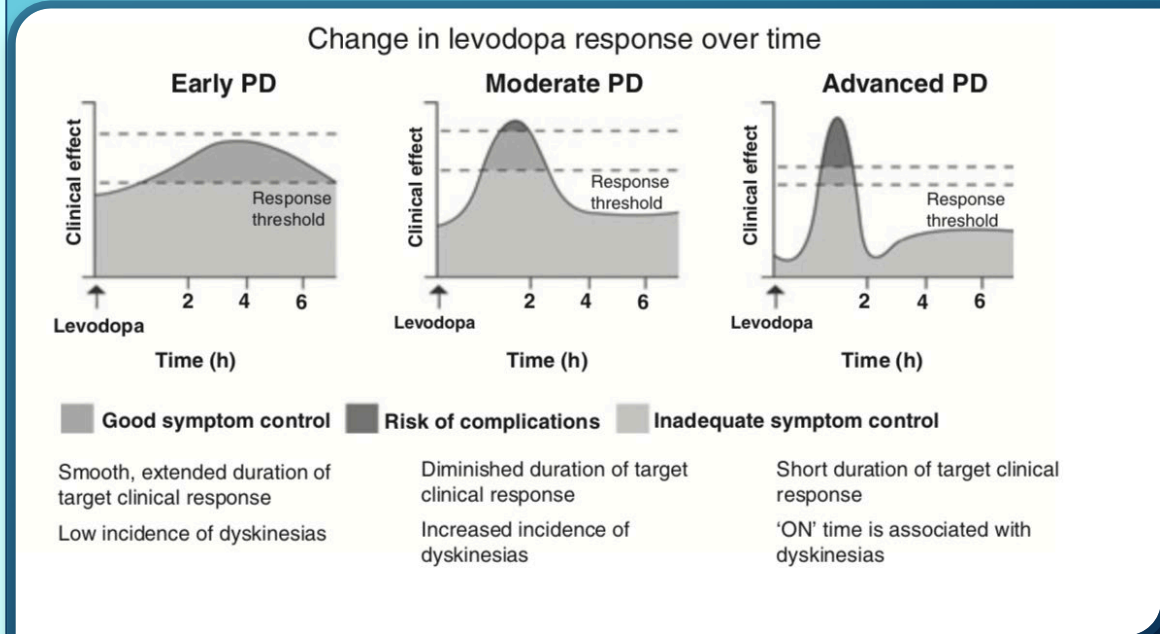 Change in levodopa response over time
Early PD
Clinical effect
Response
threshold
2 4 6
Levodopa
Time (h)
Moderate PD
Clinical effect
Response
threshold
2 4 6
Levodopa
Time (h)
Advanced PD
Clinical effect
Response
threshold
2 4 6
Levodopa
Time (h)
Good symptom control
Risk of complications
Inadequate symptom control
Smooth, extended duration of
target clinical response
Low incidence of dyskinesias
Diminished duration of target
clinical response
Increased incidence of
dyskinesias
Short duration of target clinical
response
‘ON’ time is associated with
dyskinesias